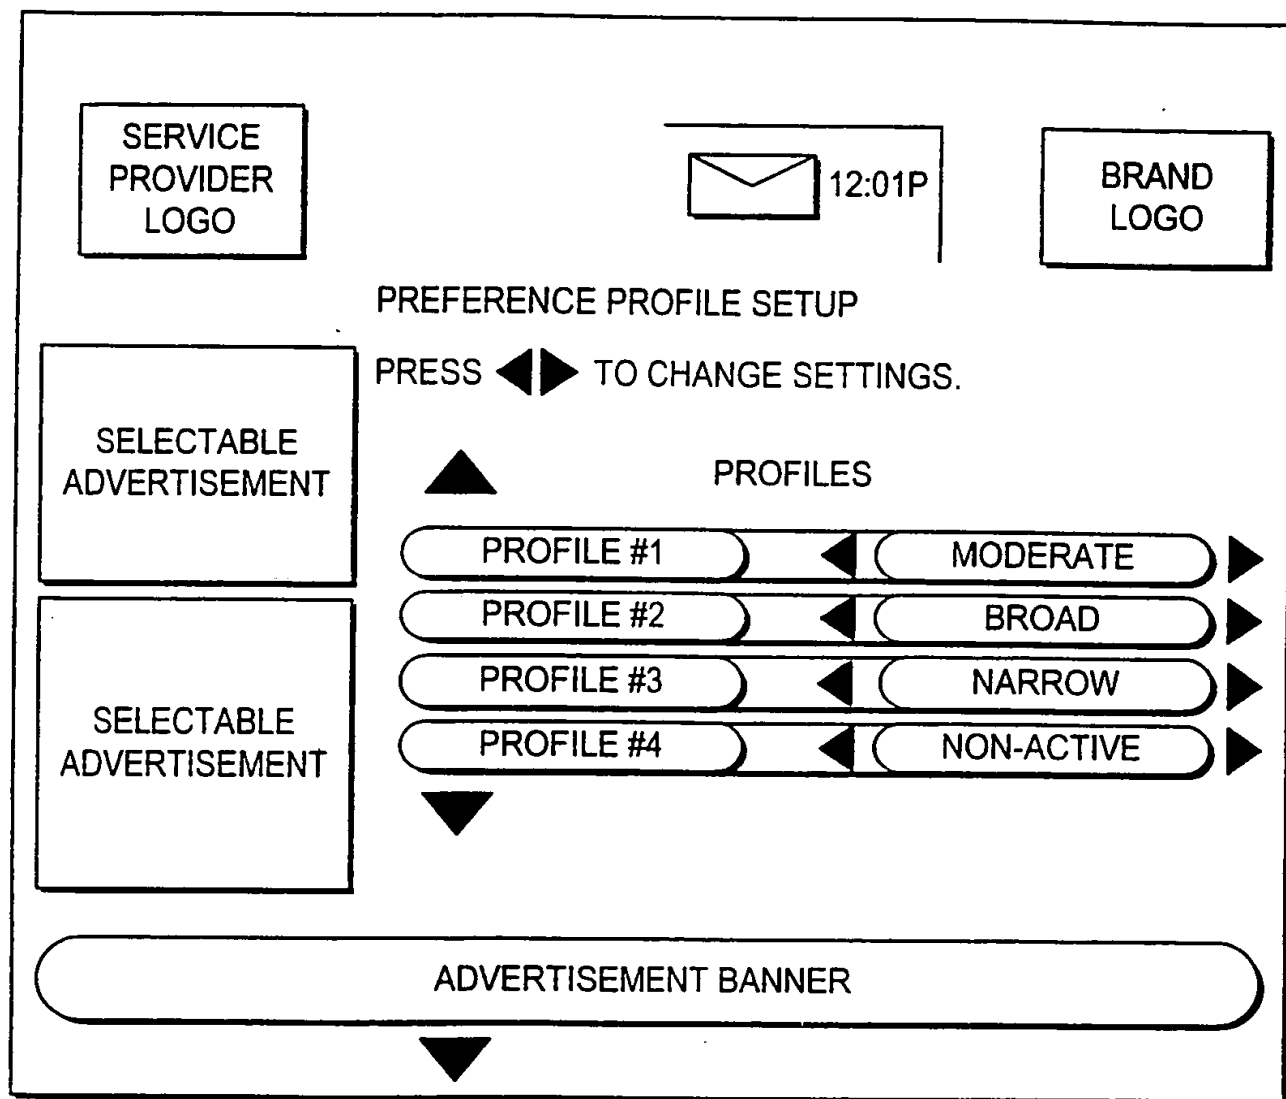 SERVICE
PROVIDER
LOGO
12:01P
BRAND
LOGO
PREFERENCE PROFILE SETUP
PRESS ◀▶ TO CHANGE SETTINGS.
SELECTABLE
ADVERTISEMENT
PROFILES
PROFILE #1 MODERATE
PROFILE #2 BROAD
PROFILE #3 NARROW
PROFILE #4 NON-ACTIVE
SELECTABLE
ADVERTISEMENT
ADVERTISEMENT BANNER